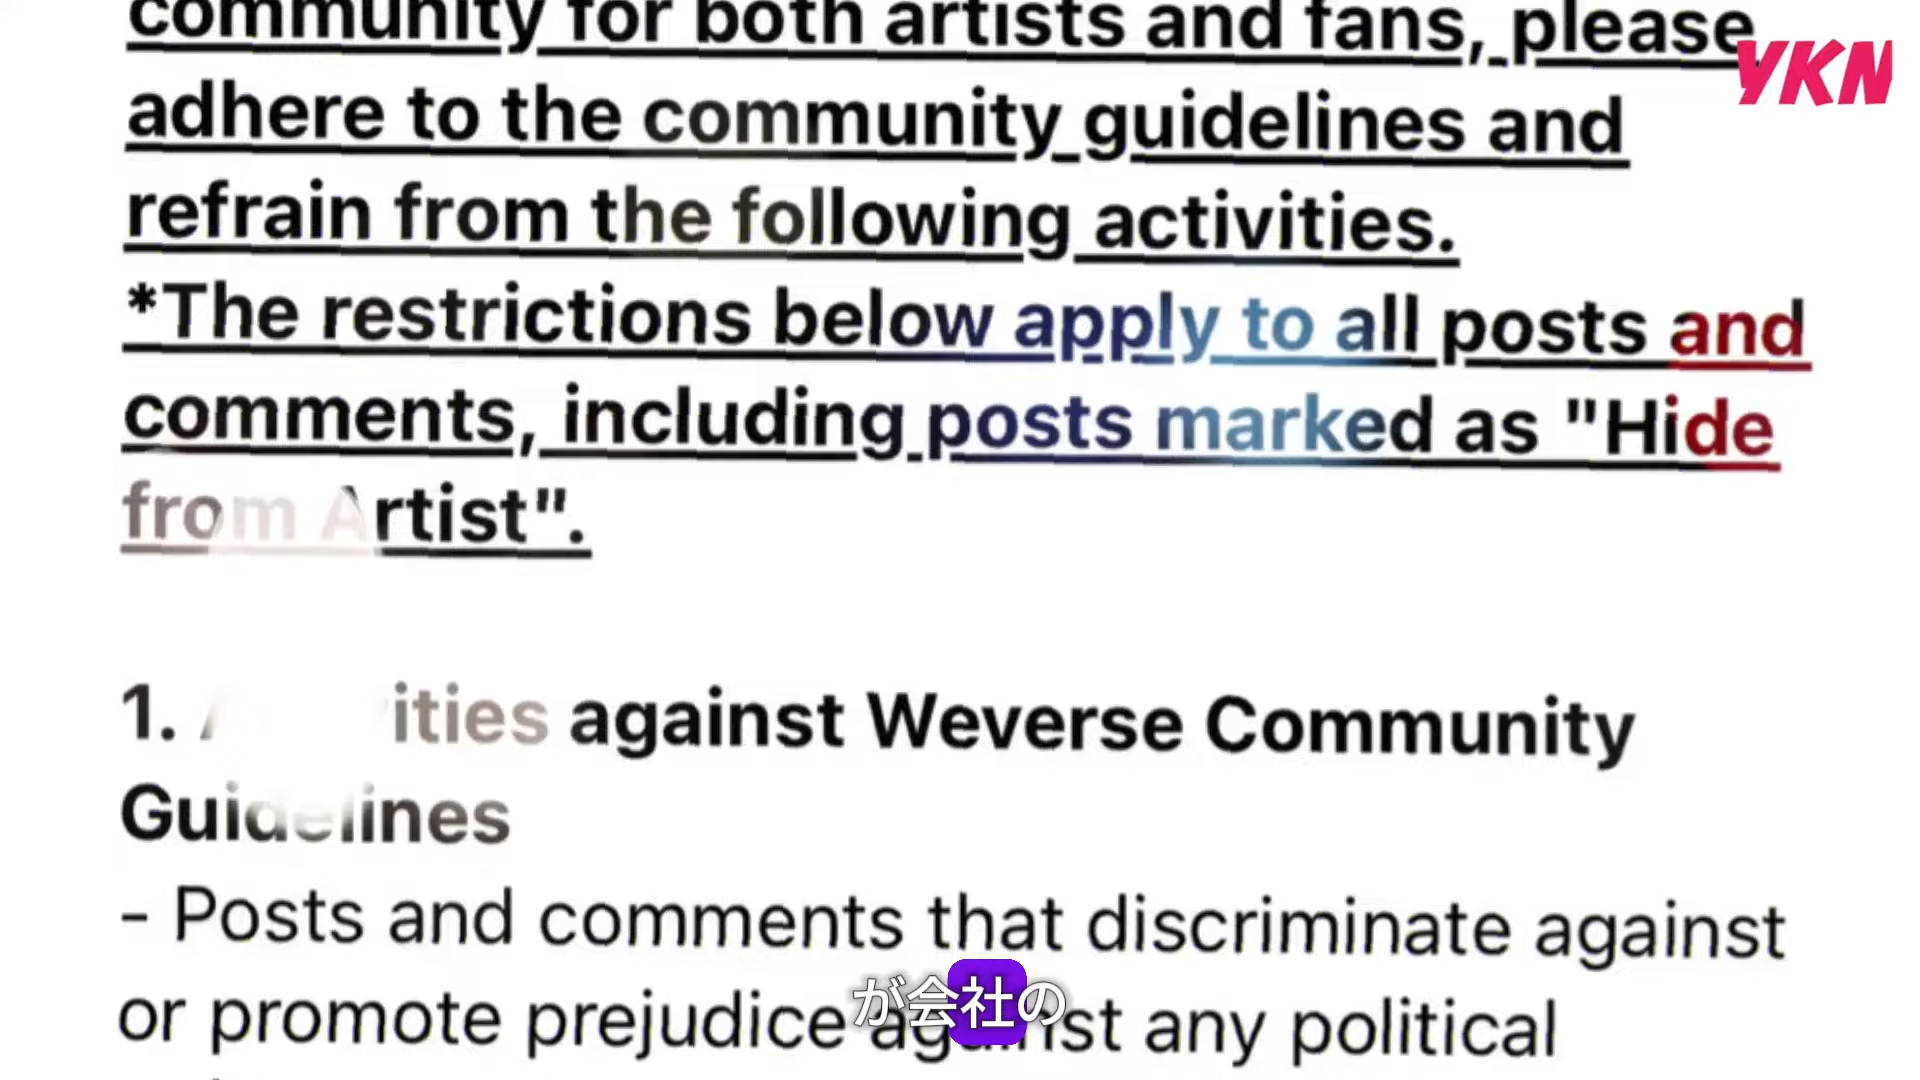 community for both artists and fans, please
YKN
adhere to the community guidelines and
refrain from the following activities.
*The restrictions below apply to all posts and
comments, including posts marked as "Hide
from Artist".
1. Activities against Weverse Community
Guidelines
- Posts and comments that discriminate against
or promote prejudice against any political
が会社の